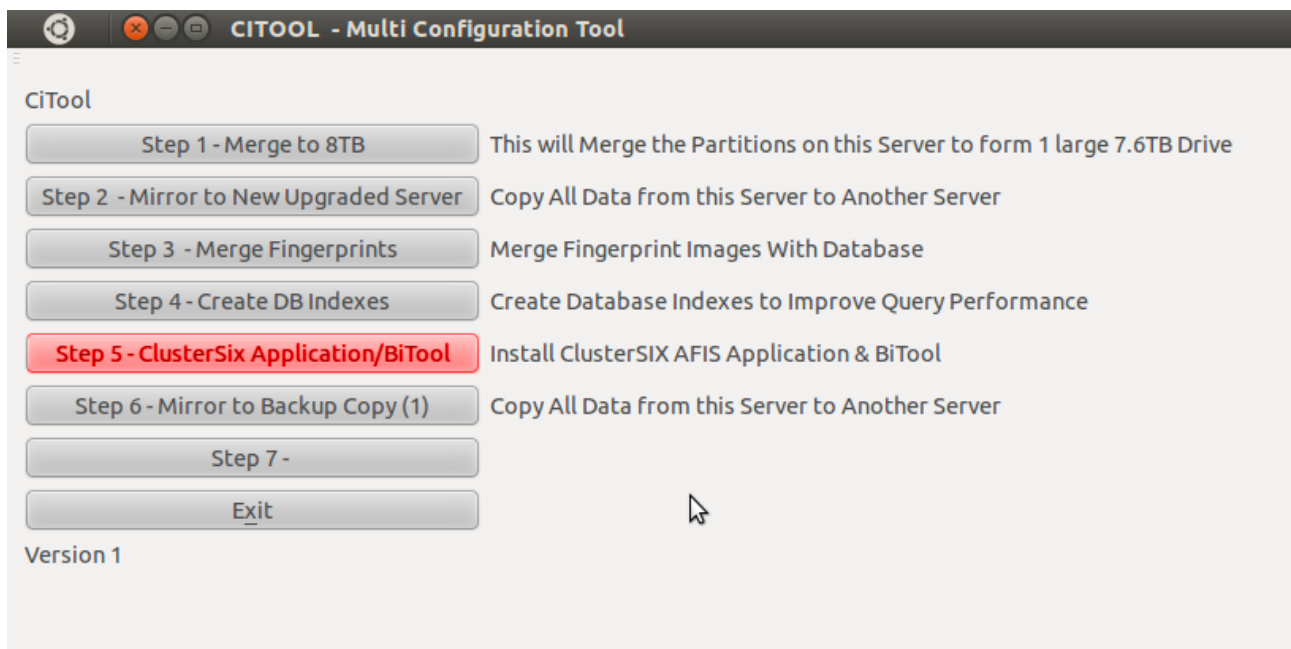 CITOOL - Multi Configuration Tool
CiTool
Step 1 - Merge to 8TB This will Merge the Partitions on this Server to form 1 large 7.6TB Drive
Step 2 - Mirror to New Upgraded Server Copy All Data from this Server to Another Server
Step 3 - Merge Fingerprints Merge Fingerprint Images With Database
Step 4 - Create DB Indexes Create Database Indexes to Improve Query Performance
Step 5 - ClusterSix Application/BiTool Install ClusterSIX AFIS Application & BiTool
Step 6 - Mirror to Backup Copy (1) Copy All Data from this Server to Another Server
Step 7 -
Exit
Version 1